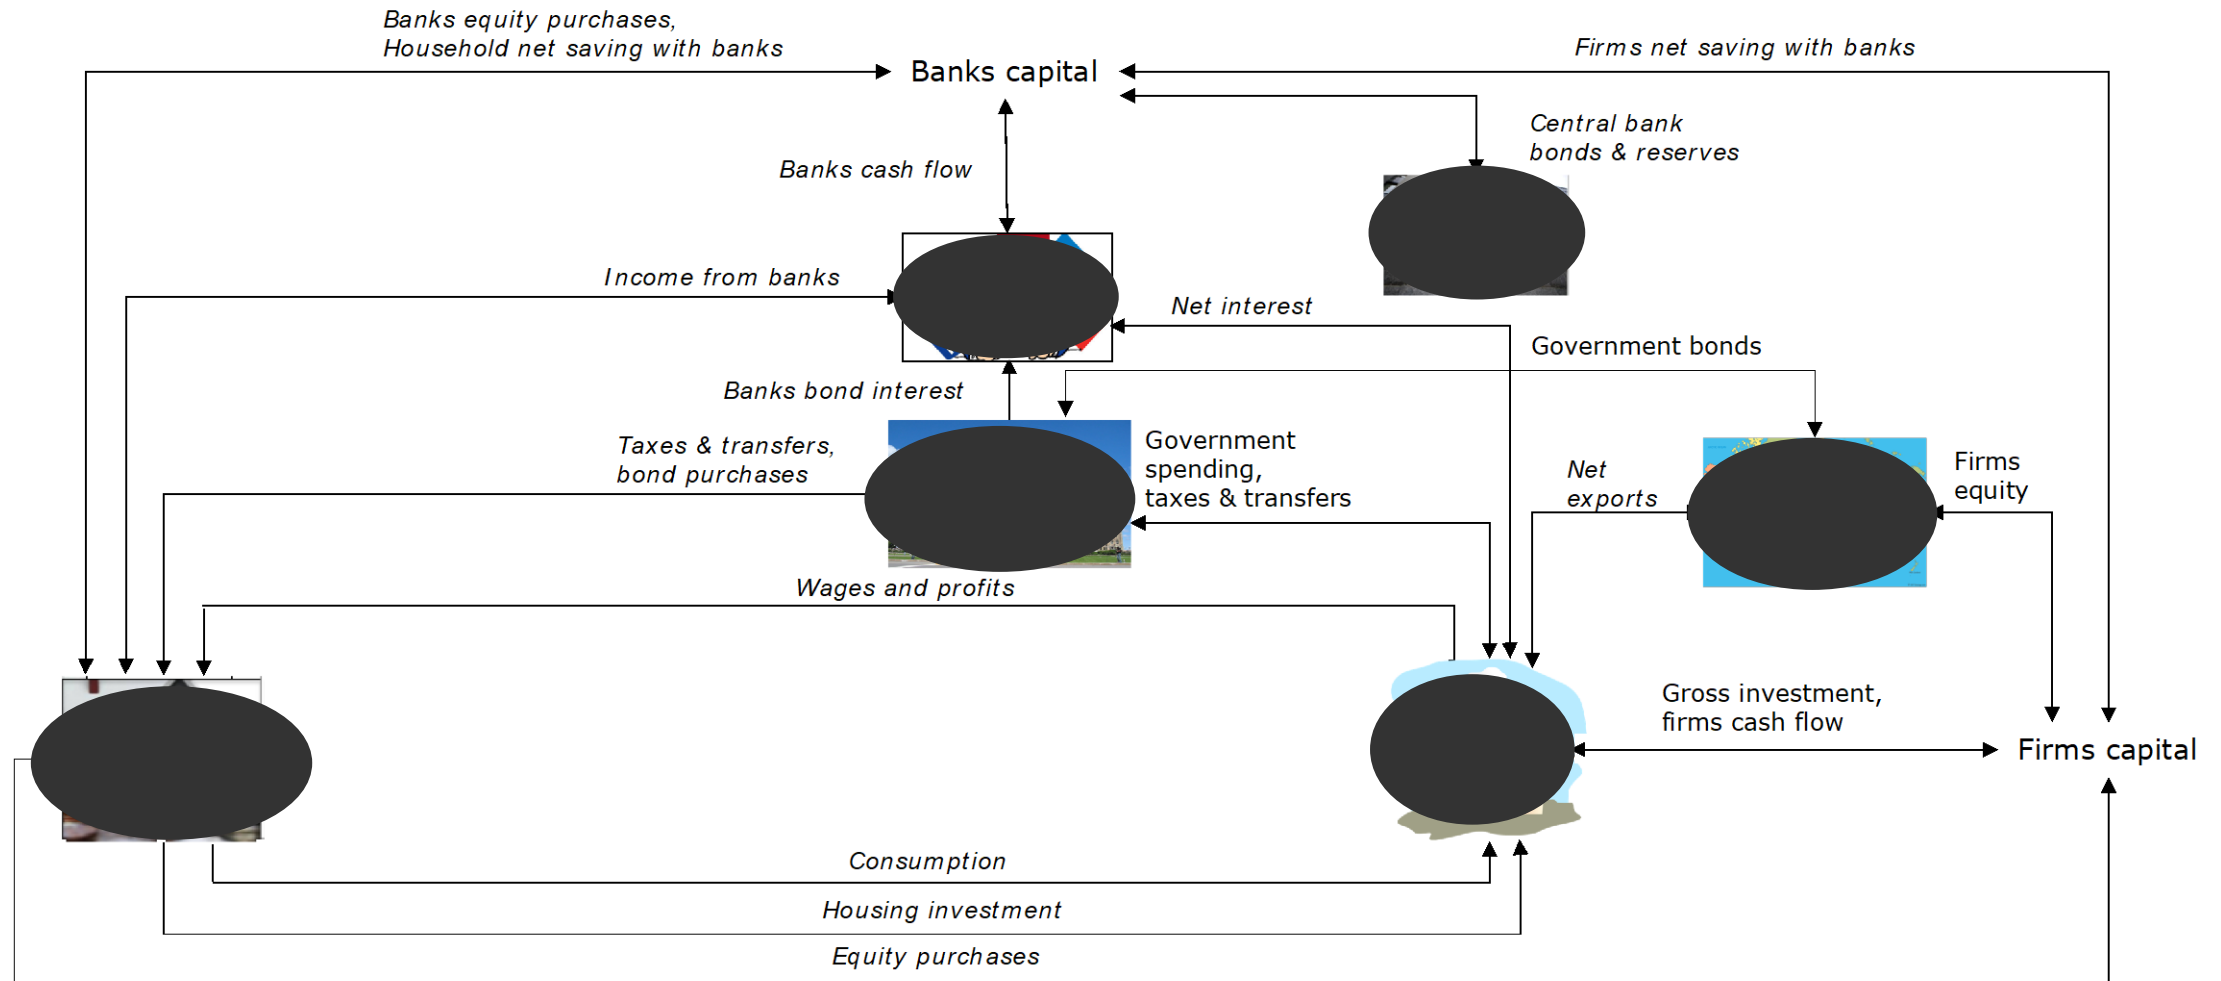 Banks equity purchases,
Household net saving with banks
Firms net saving with banks
Banks capital
Central bank
bonds & reserves
Banks cash flow
Income from banks
Net interest
Government bonds
Banks bond interest
Taxes & transfers,
bond purchases
Government
spending,
taxes & transfers
Net
exports
Firms
equity
Wages and profits
Gross investment,
firms cash flow
Firms capital
Consumption
Housing investment
Equity purchases